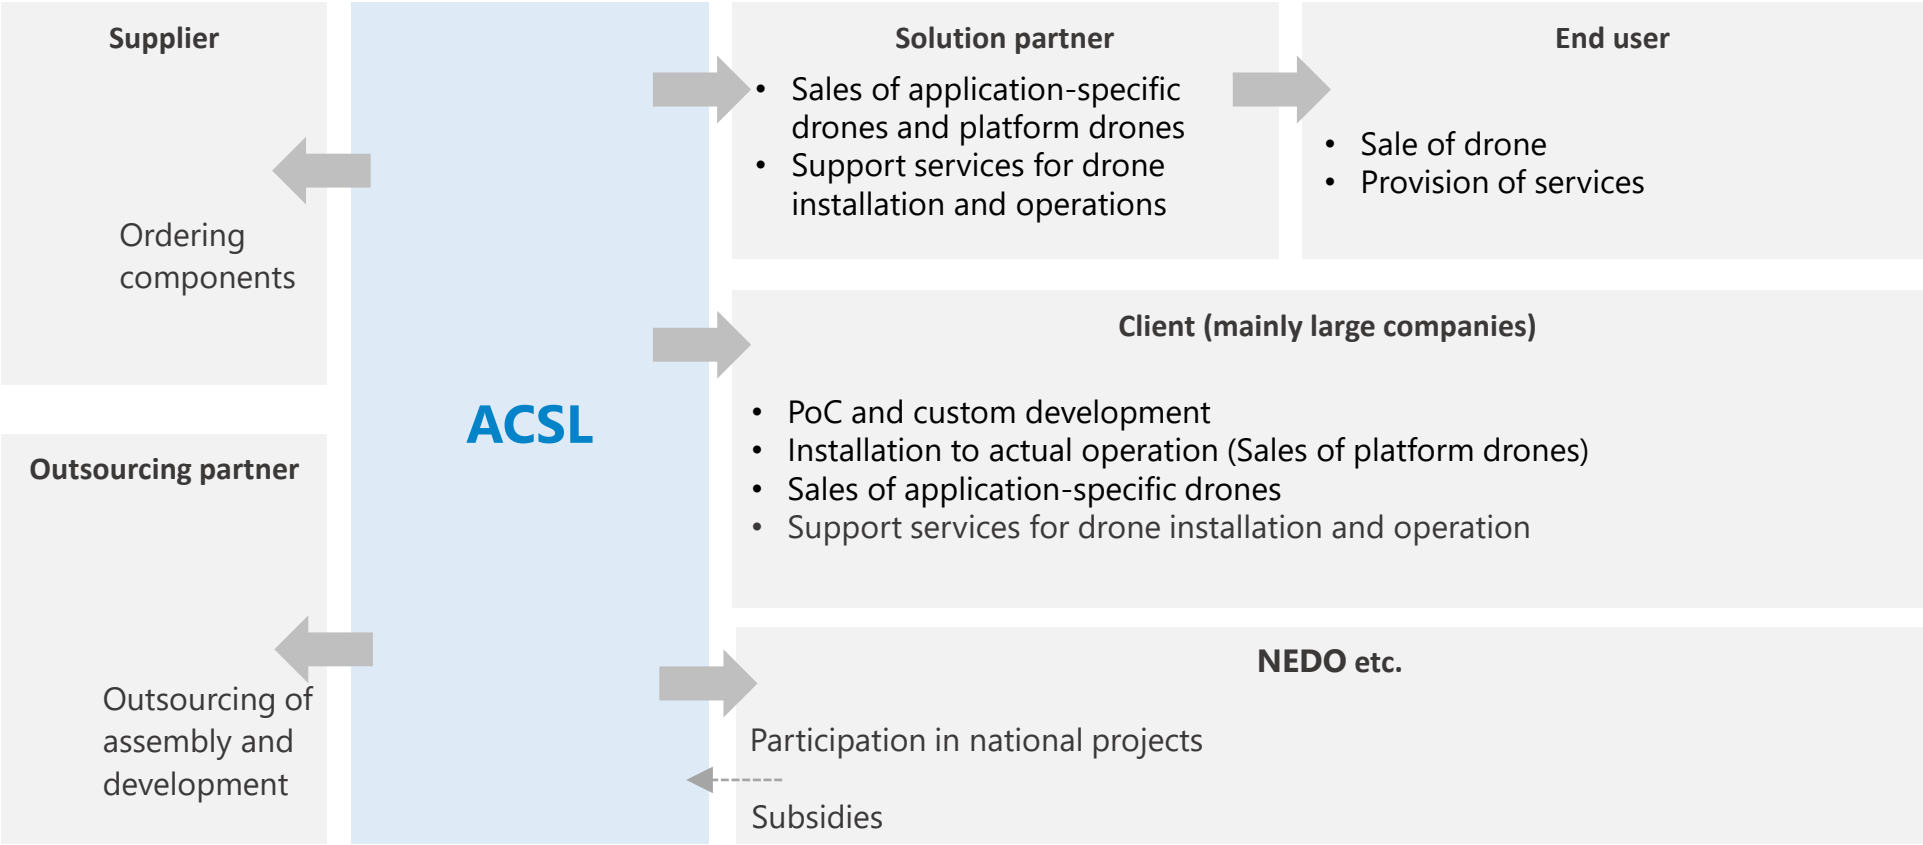 Supplier
Ordering
components
Outsourcing partner
Outsourcing of
assembly and
development
ACSL
Solution partner
• Sales of application-specific
drones and platform drones
• Support services for drone
installation and operations
End user
• Sale of drone
• Provision of services
Client (mainly large companies)
• PoC and custom development
• Installation to actual operation (Sales of platform drones)
• Sales of application-specific drones
• Support services for drone installation and operation
NEDO etc.
Participation in national projects
Subsidies